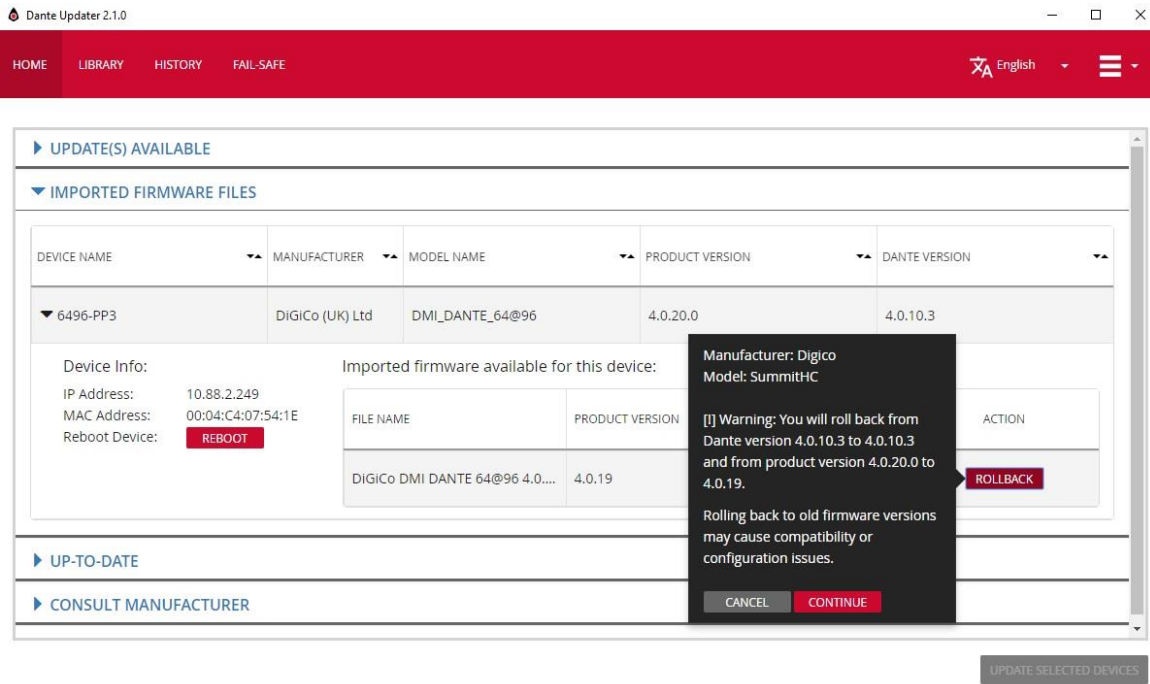 Dante Updater 2.1.0
HOME LIBRARY HISTORY FAIL-SAFE English
UPDATE(S) AVAILABLE
IMPORTED FIRMWARE FILES
DEVICE NAME MANUFACTURER MODEL NAME PRODUCT VERSION DANTE VERSION
6496-PP3 DiGiCo (UK) Ltd DMI_DANTE_64@96 4.0.20.0 4.0.10.3
Device Info:
IP Address: 10.88.2.249
MAC Address: 00:04:C4:07:54:1E
Reboot Device: REBOOT
Imported firmware available for this device:
FILE NAME PRODUCT VERSION ACTION
DiGiCo DMI DANTE 64@96 4.0.... 4.0.19 ROLLBACK
Manufacturer: Digico
Model: SummitHC
[!] Warning: You will roll back from
Dante version 4.0.10.3 to 4.0.10.3
and from product version 4.0.20.0 to
4.0.19.
Rolling back to old firmware versions
may cause compatibility or
configuration issues.
CANCEL CONTINUE
UP-TO-DATE
CONSULT MANUFACTURER
UPDATE SELECTED DEVICES